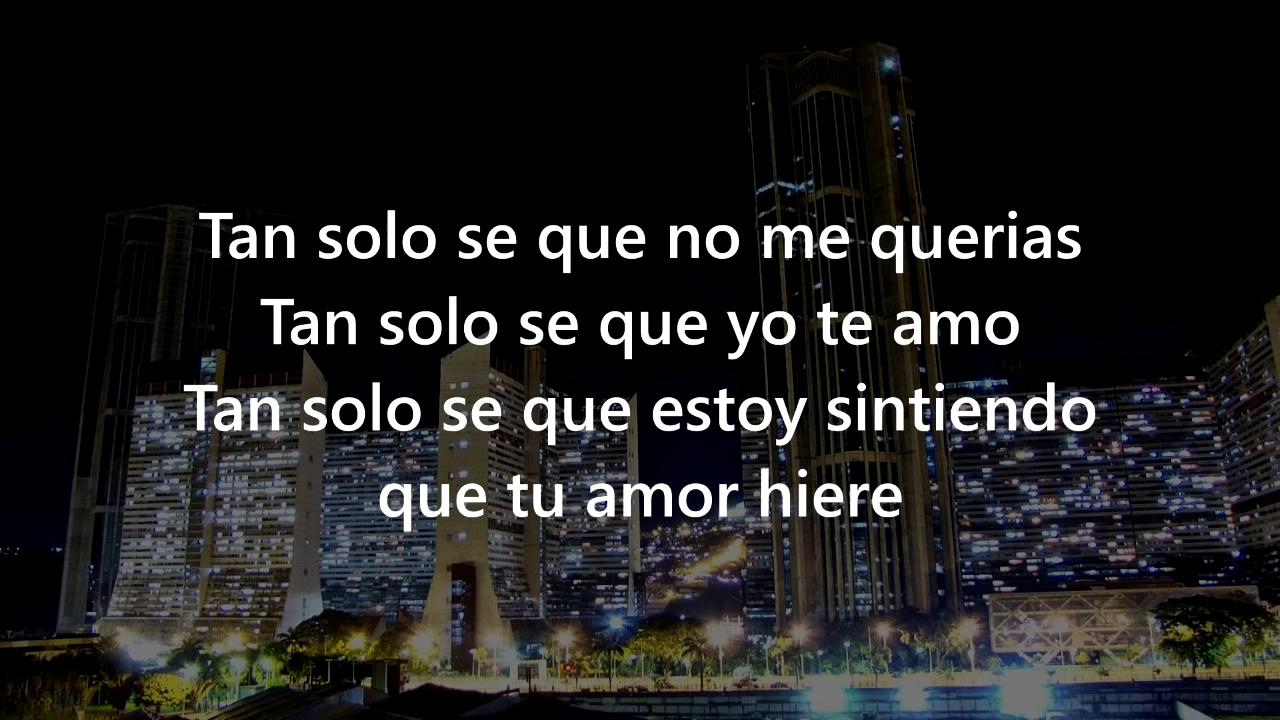 Tan solo se que no me querias
Tan solo se que yo te amo
Tan solo se que estoy sintiendo
que tu amor hiere